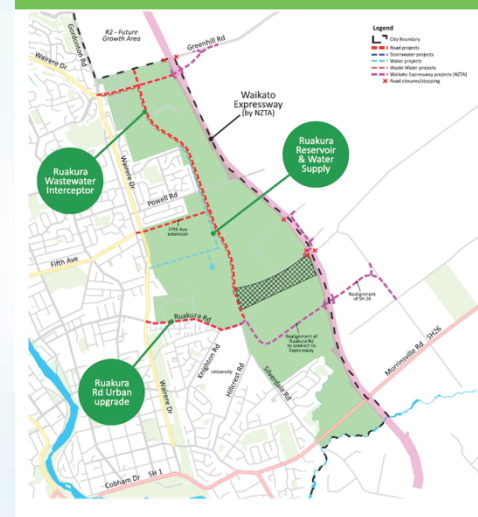 R2 - Future
Growth Area
Gordonton Rd
Wairere Dr
Greenhill Rd
Waikato
Expressway
(by NZTA)
Legend
City Boundary
Road projects
Stormwater projects
Water projects
Waste Water projects
Waikato Expressway projects (NZTA)
Road closures/stopping
Ruakura
Wastewater
Interceptor
Ruakura
Reservoir
& Water
Supply
Wairere Dr
Powell Rd
Fifth Ave
extension
Fifth Ave
Realignment
of SH 26
Ruakura Rd
Realignment of
Ruakura Rd
to connect to
Expressway
Ruakura
Rd Urban
upgrade
Knighton Rd
University
Hillcrest Rd
Silverdale Rd
Morrinsville Rd
SH26
Wairere Dr
Cobham Dr
SH 1